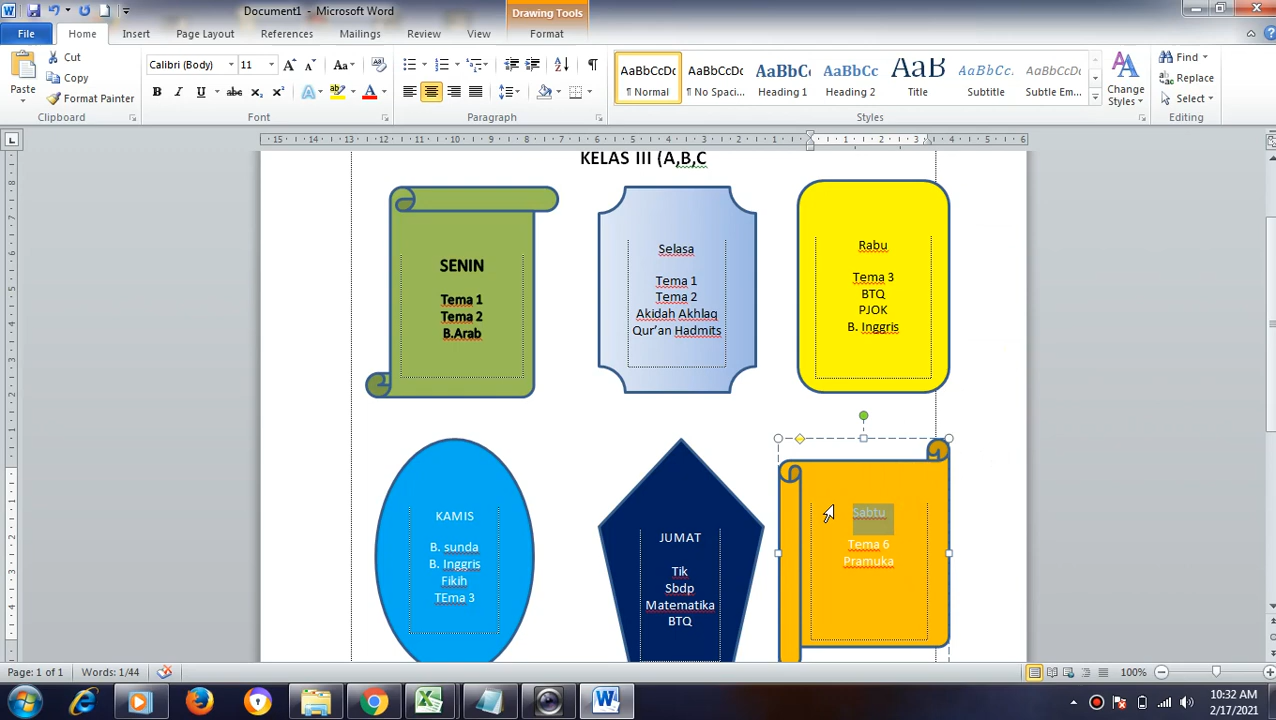 Document1 - Microsoft Word
Drawing Tools
File
Home
Insert
Page Layout
References
Mailings
Review
View
Format
Cut
Copy
Format Painter
Paste
Clipboard
Calibri (Body)
11
Font
Paragraph
AaBbCcDc
¶ Normal
AaBbCcDc
¶ No Spaci...
AaBbCc
Heading 1
AaBbCc
Heading 2
AaB
Title
AaBbCc.
Subtitle
AaBbCcDc
Subtle Em...
Change
Styles
Styles
Find
Replace
Select
Editing
KELAS III (A,B,C
SENIN
Tema 1
Tema 2
B.Arab
Selasa
Tema 1
Tema 2
Akidah Akhlaq
Qur'an Hadmits
Rabu
Tema 3
BTQ
PJOK
B. Inggris
KAMIS
B. sunda
B. Inggris
Fikih
TEma 3
JUMAT
Tik
Sbdp
Matematika
BTQ
Sabtu
Tema 6
Pramuka
Page: 1 of 1
Words: 1/44
100%
10:32 AM
2/17/2021